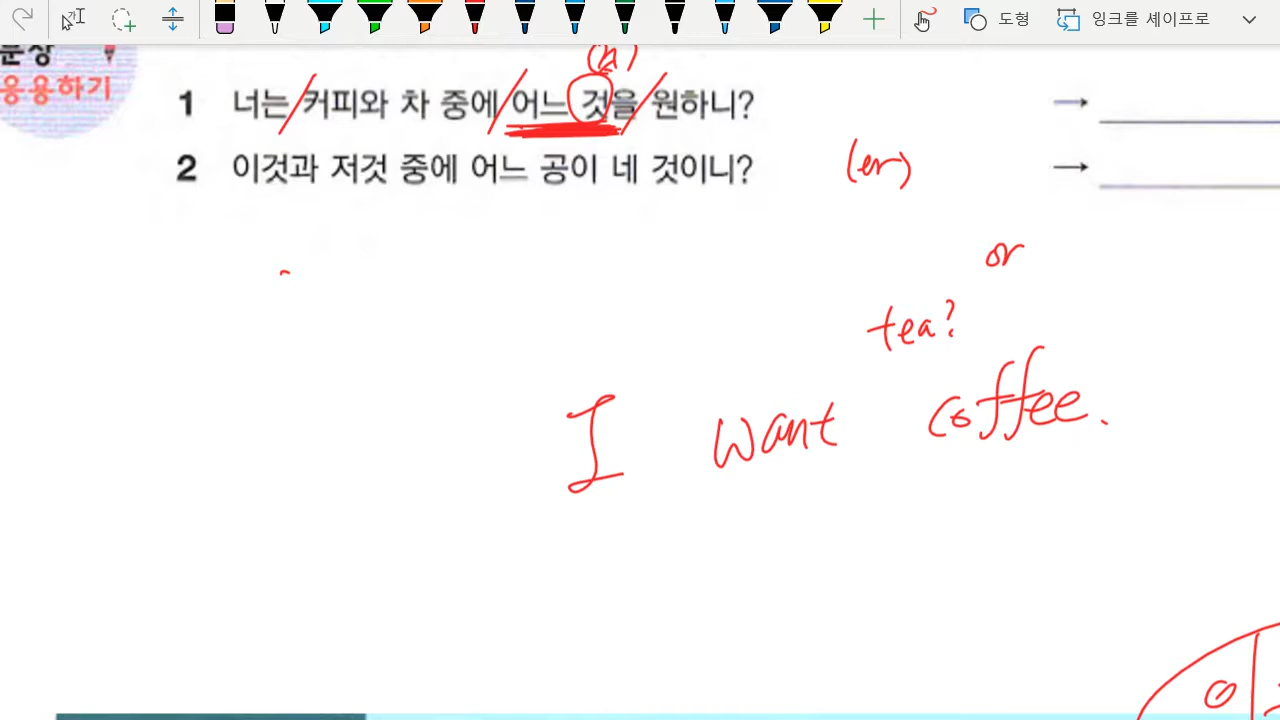 도형
잉크를 셰이프로
문장
응용하기
(n)
1 너는 커피와 차 중에 어느 것을 원하니? →
2 이것과 저것 중에 어느 공이 네 것이니? (er) →
or
tea?
I want coffee.